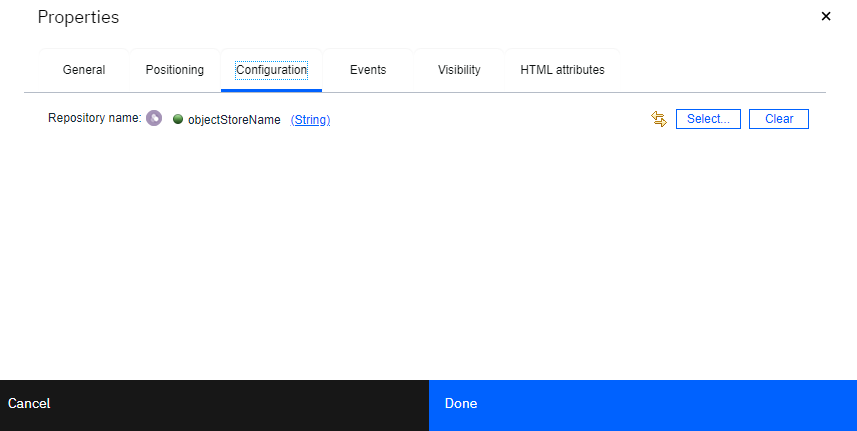 Properties
General Positioning Configuration Events Visibility HTML attributes
Repository name: objectStoreName (String) Select... Clear
Cancel Done